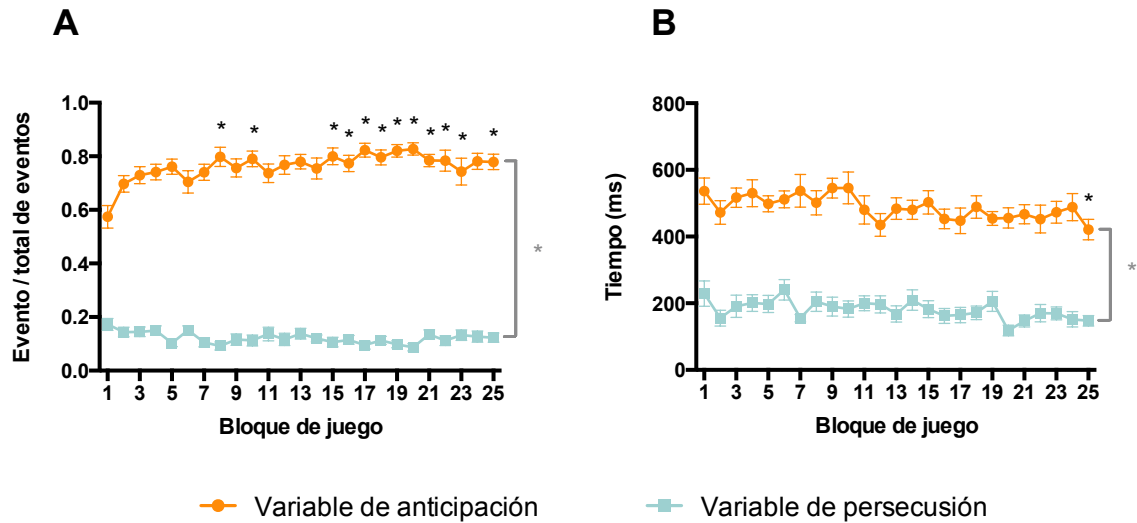 A
B
Evento / total de eventos
1.0
0.8
0.6
0.4
0.2
0.0
* * * * * * * * * * * *
*
1 3 5 7 9 11 13 15 17 19 21 23 25
Bloque de juego
Tiempo (ms)
800
600
400
200
0
*
*
1 3 5 7 9 11 13 15 17 19 21 23 25
Bloque de juego
Variable de anticipación
Variable de persecusión